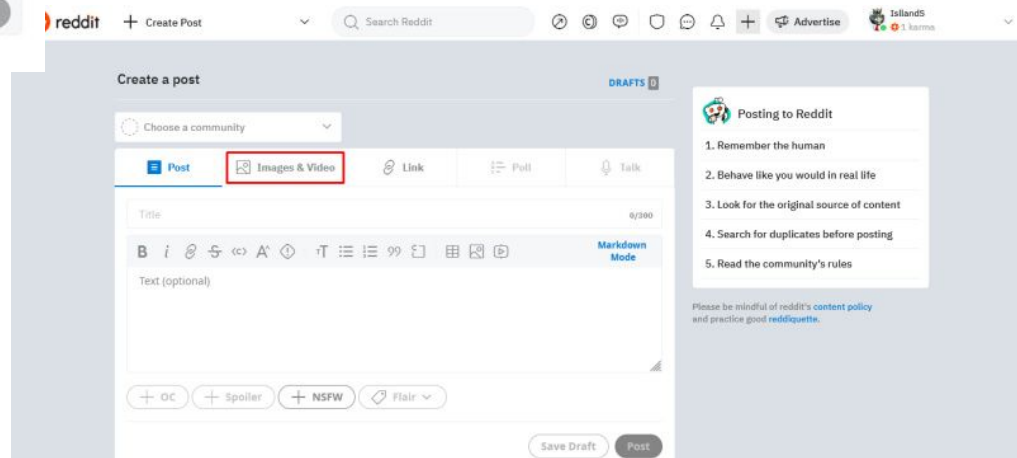 reddit
Create Post
Search Reddit
Advertise
IsllandS
1 karma
Create a post
DRAFTS 0
Choose a community
Post
Images & Video
Link
Poll
Talk
Title
0/300
Markdown
Mode
Text (optional)
OC
Spoiler
NSFW
Flair
Save Draft
Post
Posting to Reddit
1. Remember the human
2. Behave like you would in real life
3. Look for the original source of content
4. Search for duplicates before posting
5. Read the community's rules
Please be mindful of reddit's content policy
and practice good reddiquette.